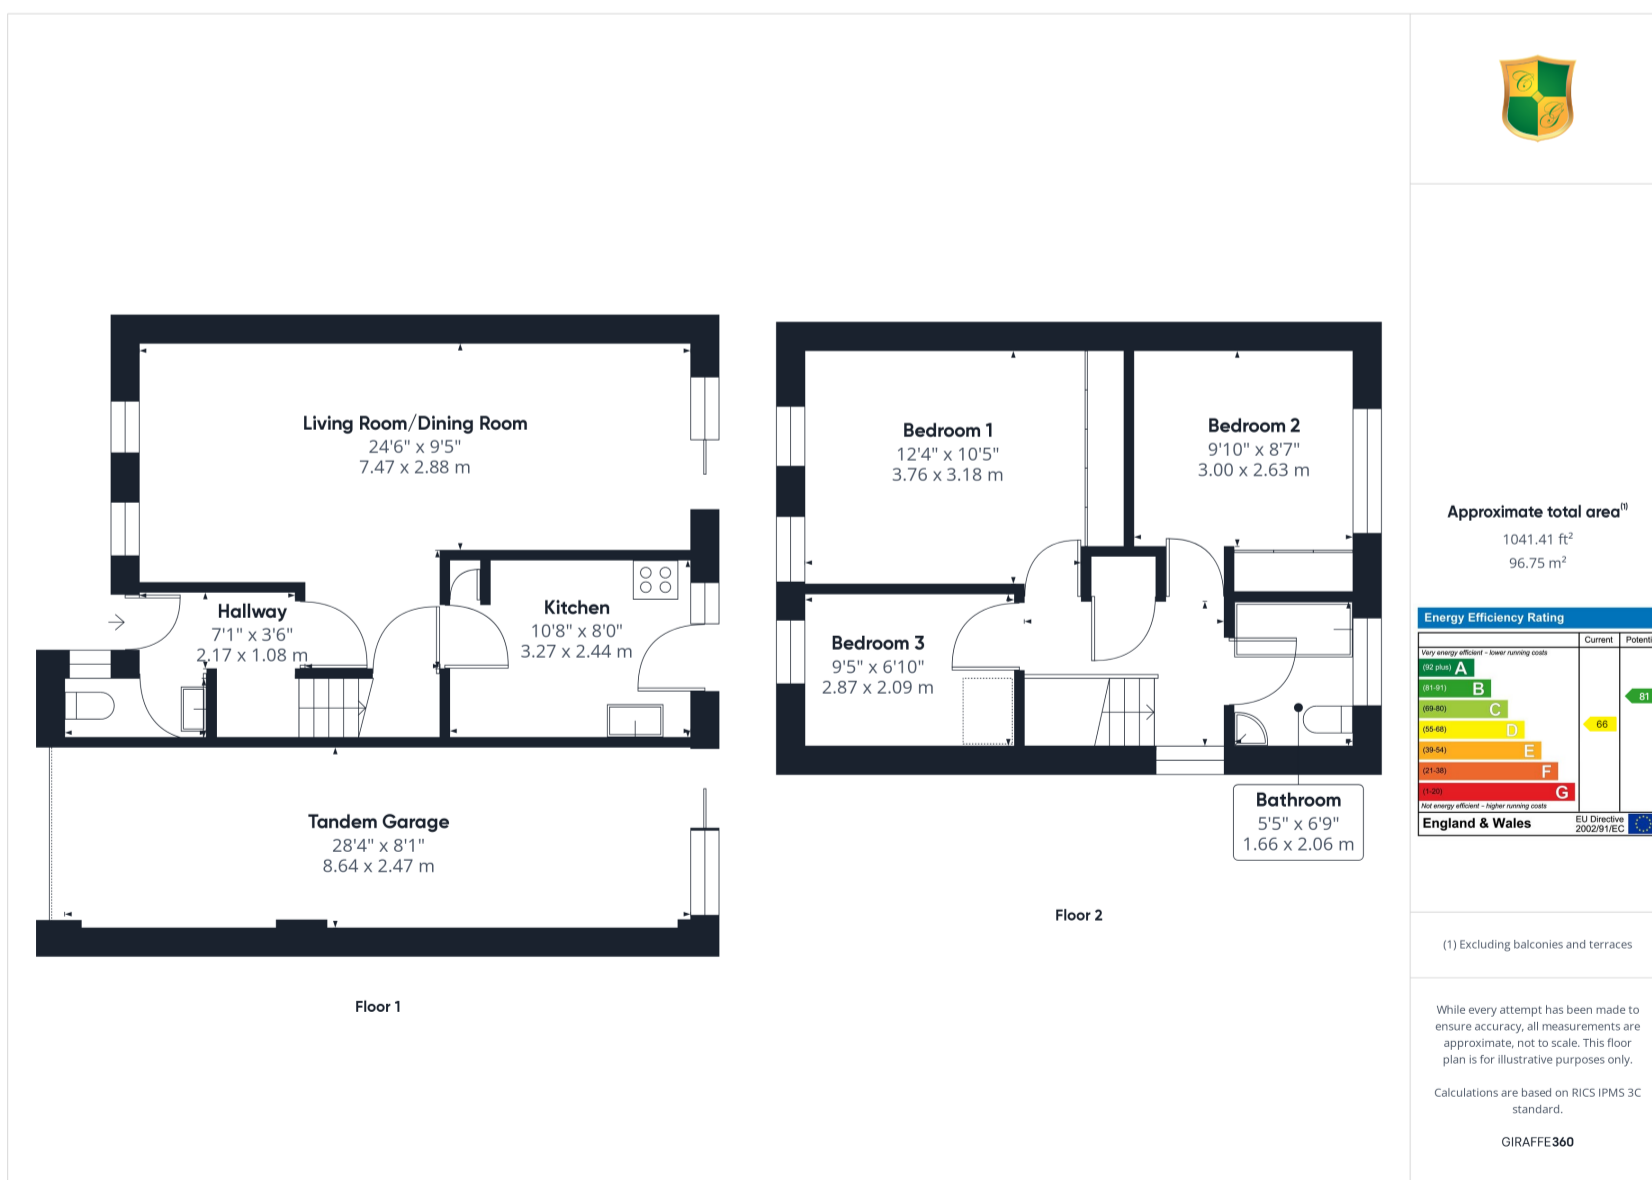 Living Room/Dining Room
24'6" x 9'5"
7.47 x 2.88 m
Hallway
7'1" x 3'6"
2.17 x 1.08 m
Kitchen
10'8" x 8'0"
3.27 x 2.44 m
Tandem Garage
28'4" x 8'1"
8.64 x 2.47 m
Floor 1
Bedroom 1
12'4" x 10'5"
3.76 x 3.18 m
Bedroom 2
9'10" x 8'7"
3.00 x 2.63 m
Bedroom 3
9'5" x 6'10"
2.87 x 2.09 m
Bathroom
5'5" x 6'9"
1.66 x 2.06 m
Floor 2
C G
Approximate total area(1)
1041.41 ft²
96.75 m²
Energy Efficiency Rating
Current Potenti
Very energy efficient - lower running costs
(92 plus) A
(81-91) B
81
(69-80) C
(55-68) D
66
(39-54) E
(21-38) F
(1-20) G
Not energy efficient - higher running costs
England & Wales
EU Directive
2002/91/EC
(1) Excluding balconies and terraces
While every attempt has been made to
ensure accuracy, all measurements are
approximate, not to scale. This floor
plan is for illustrative purposes only.
Calculations are based on RICS IPMS 3C
standard.
GIRAFFE360